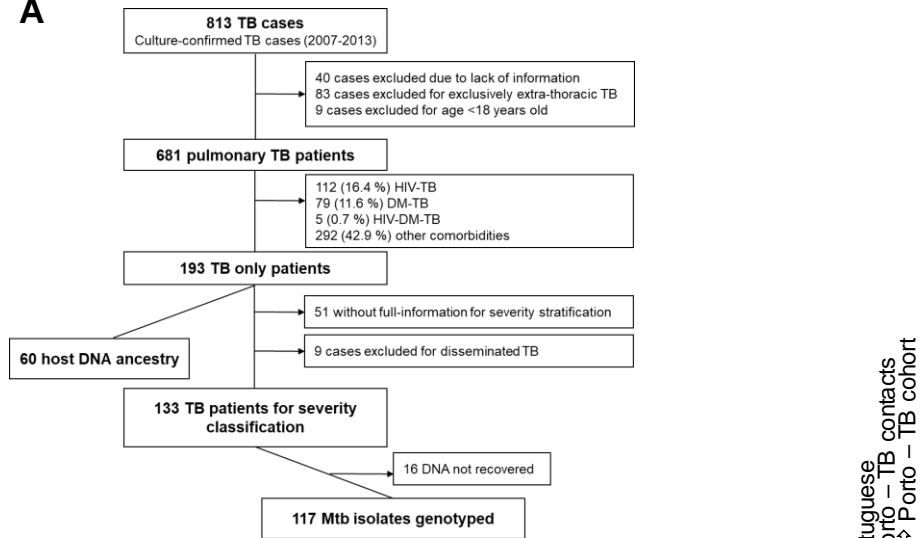 A
813 TB cases
Culture-confirmed TB cases (2007-2013)
40 cases excluded due to lack of information
83 cases excluded for exclusively extra-thoracic TB
9 cases excluded for age <18 years old
681 pulmonary TB patients
112 (16.4 %) HIV-TB
79 (11.6 %) DM-TB
5 (0.7 %) HIV-DM-TB
292 (42.9 %) other comorbidities
193 TB only patients
51 without full-information for severity stratification
9 cases excluded for disseminated TB
60 host DNA ancestry
133 TB patients for severity
classification
16 DNA not recovered
117 Mtb isolates genotyped
tuguese
rto – TB contacts
Porto – TB cohort